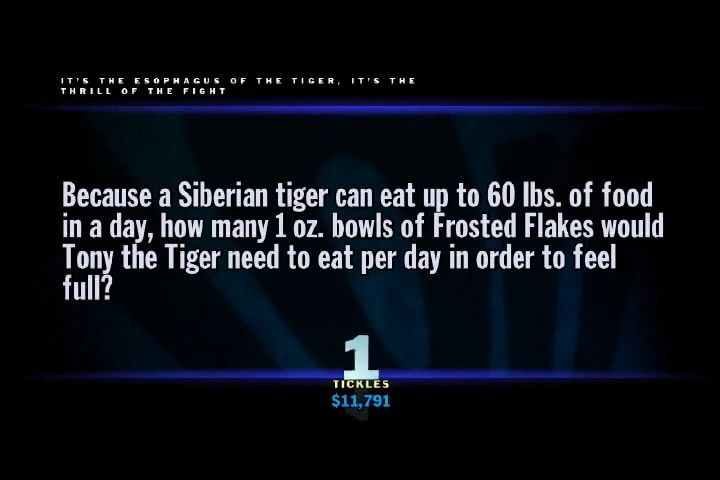 IT'S THE ESOPHAGUS OF THE TIGER, IT'S THE
THRILL OF THE FIGHT
Because a Siberian tiger can eat up to 60 lbs. of food
in a day, how many 1 oz. bowls of Frosted Flakes would
Tony the Tiger need to eat per day in order to feel
full?
1
TICKLES
$11,791